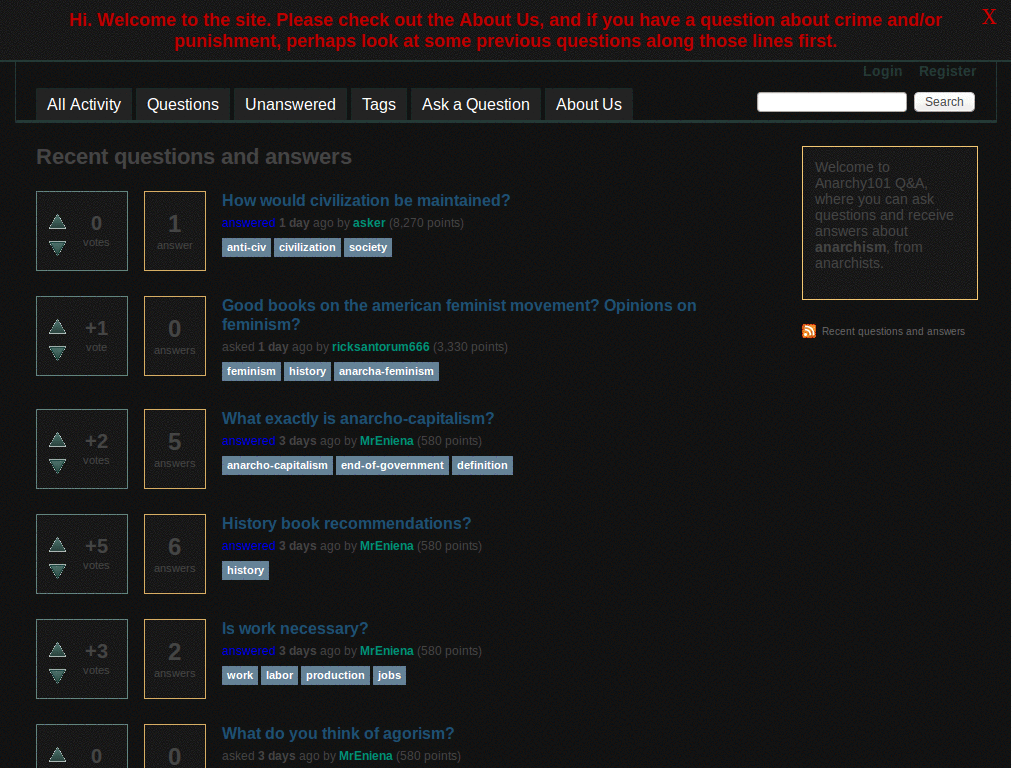 Hi. Welcome to the site. Please check out the About Us, and if you have a question about crime and/or
punishment, perhaps look at some previous questions along those lines first.
X
Login Register
All Activity Questions Unanswered Tags Ask a Question About Us
Search
Recent questions and answers
0
votes
1
answer
How would civilization be maintained?
answered 1 day ago by asker (8,270 points)
anti-civ civilization society
+1
vote
0
answers
Good books on the american feminist movement? Opinions on
feminism?
asked 1 day ago by ricksantorum666 (3,330 points)
feminism history anarcha-feminism
+2
votes
5
answers
What exactly is anarcho-capitalism?
answered 3 days ago by MrEniena (580 points)
anarcho-capitalism end-of-government definition
+5
votes
6
answers
History book recommendations?
answered 3 days ago by MrEniena (580 points)
history
+3
votes
2
answers
Is work necessary?
answered 3 days ago by MrEniena (580 points)
work labor production jobs
0
0
What do you think of agorism?
asked 3 days ago by MrEniena (580 points)
Welcome to
Anarchy101 Q&A,
where you can ask
questions and receive
answers about
anarchism, from
anarchists.
Recent questions and answers